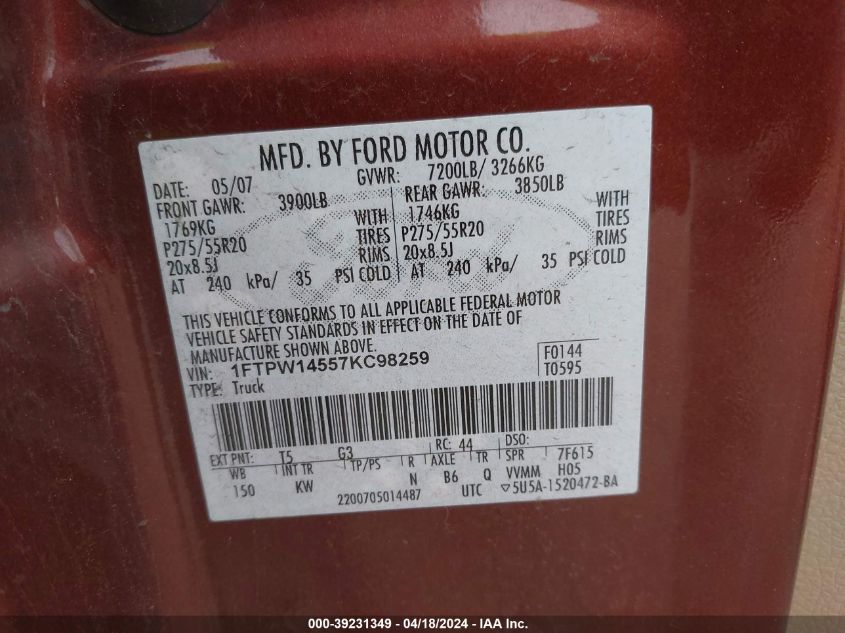 MFD. BY FORD MOTOR CO.
DATE: 05/07 GVWR: 7200LB/ 3266KG
FRONT GAWR: 3900LB REAR GAWR: 3850LB
1769KG WITH 1746KG WITH
P275/55R20 TIRES P275/55R20 TIRES
20x8.5J RIMS 20x8.5J RIMS
AT 240 kPa/ 35 PSI COLD AT 240 kPa/ 35 PSI COLD
THIS VEHICLE CONFORMS TO ALL APPLICABLE FEDERAL MOTOR
VEHICLE SAFETY STANDARDS IN EFFECT ON THE DATE OF
MANUFACTURE SHOWN ABOVE.
VIN: 1FTPW14557KC98259 F0144
TYPE: Truck T0595
EXT PNT: T5 G3 RC: 44 DSO:
WB INT TR TP/PS R AXLE TR SPR 7F615
150 KW N B6 Q VVMM H05
2200705014487 UTC ▽5U5A-1520472-BA
000-39231349 - 04/18/2024 - IAA Inc.